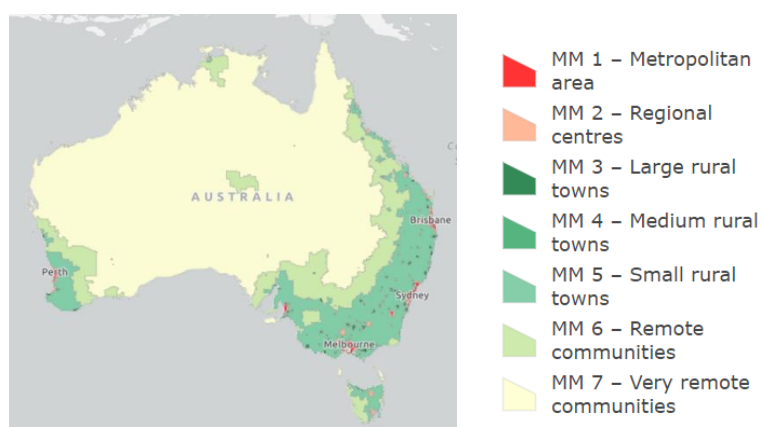 AUSTRALIA
Brisbane
Perth
Sydney
Melbourne
MM 1 – Metropolitan
area
MM 2 – Regional
centres
MM 3 – Large rural
towns
MM 4 – Medium rural
towns
MM 5 – Small rural
towns
MM 6 – Remote
communities
MM 7 – Very remote
communities